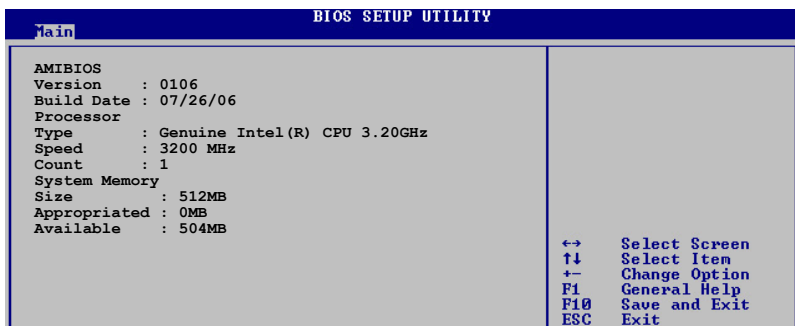 BIOS SETUP UTILITY
Main
AMIBIOS
Version : 0106
Build Date : 07/26/06
Processor
Type : Genuine Intel(R) CPU 3.20GHz
Speed : 3200 MHz
Count : 1
System Memory
Size : 512MB
Appropriated : 0MB
Available : 504MB
←→ Select Screen
↑↓ Select Item
+- Change Option
F1 General Help
F10 Save and Exit
ESC Exit